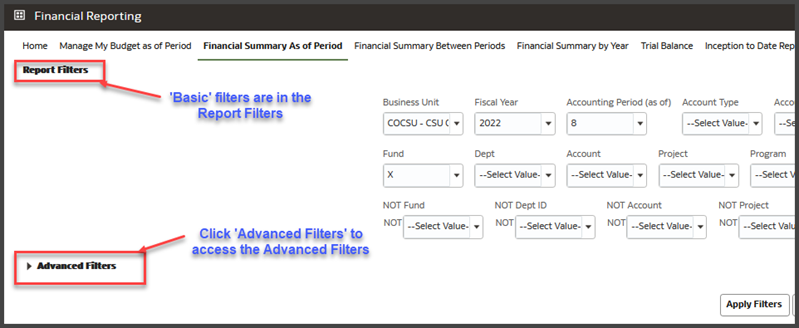 Financial Reporting
Home Manage My Budget as of Period Financial Summary As of Period Financial Summary Between Periods Financial Summary by Year Trial Balance Inception to Date Rep
Report Filters
'Basic' filters are in the
Report Filters
Business Unit Fiscal Year Accounting Period (as of) Account Type Acco
COCSU - CSU C 2022 8 --Select Value- --Se
Fund Dept Account Project Program
X --Select Value- --Select Value- --Select Value- --Select
NOT Fund NOT Dept ID NOT Account NOT Project
NOT --Select Value- NOT --Select Value- NOT --Select Value- NOT --Select Val
Click 'Advanced Filters' to
access the Advanced Filters
Advanced Filters
Apply Filters